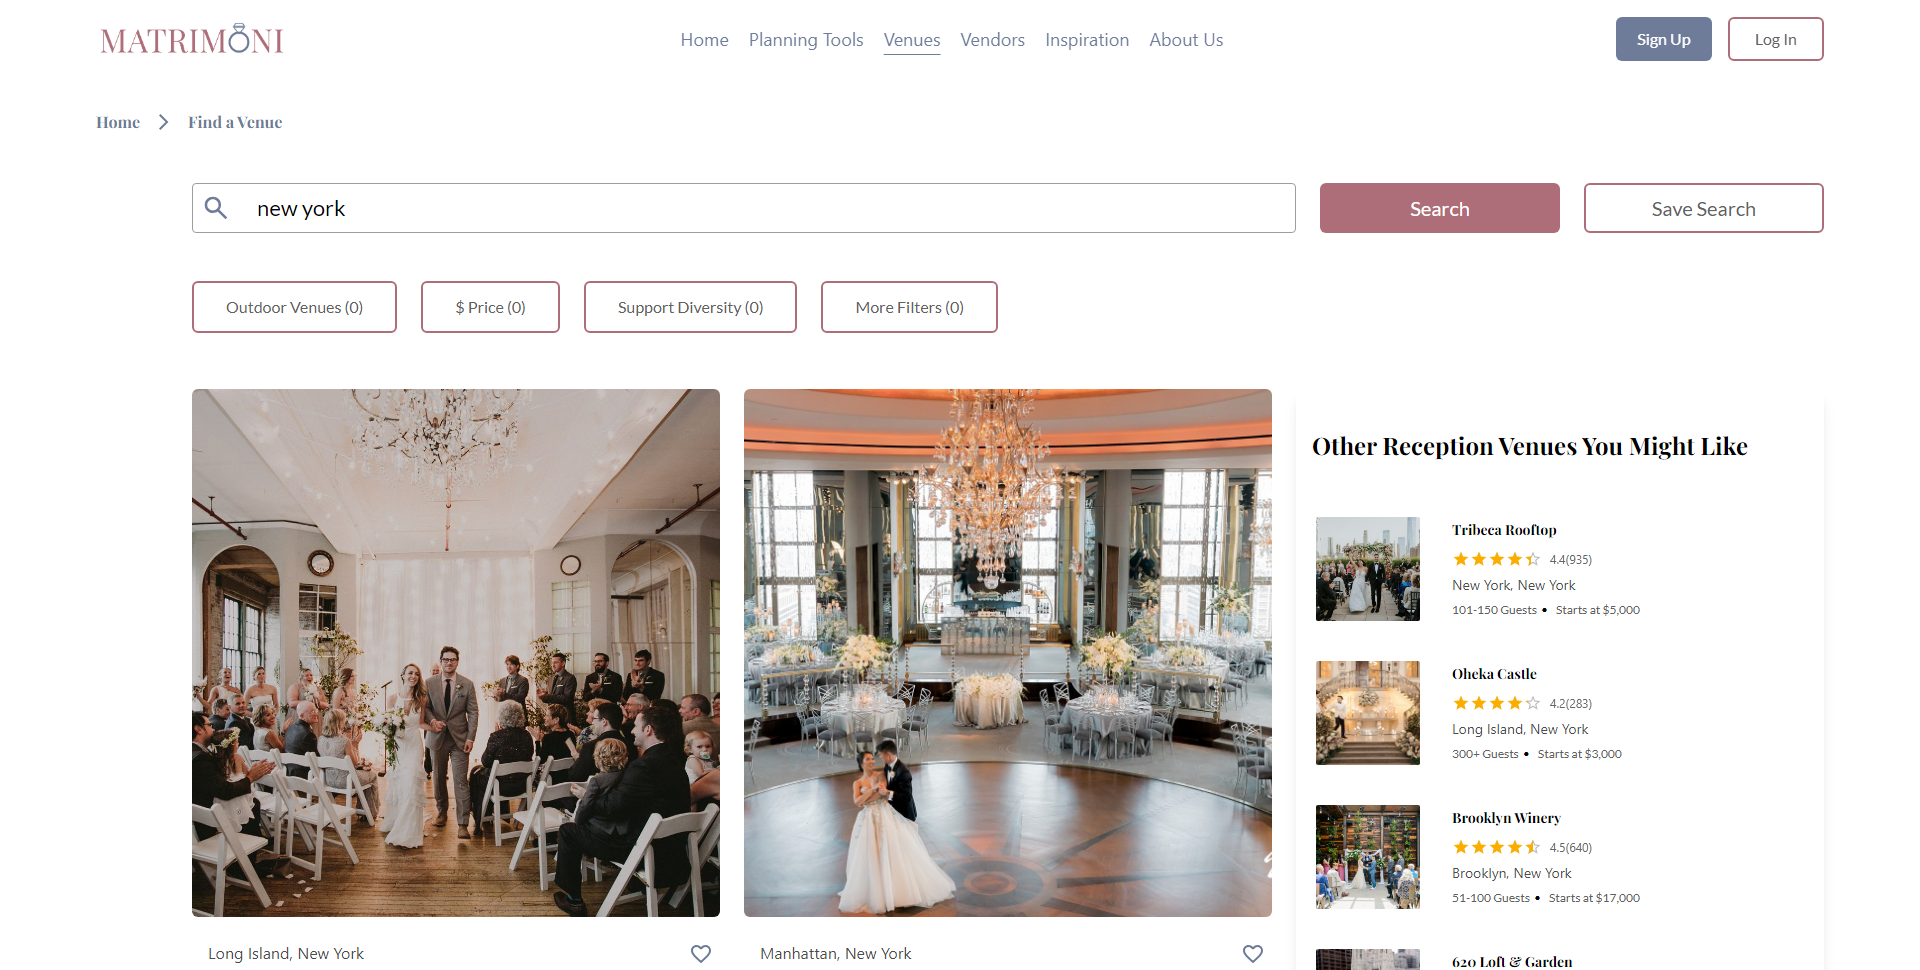 MATRIMONI
Home
Planning Tools
Venues
Vendors
Inspiration
About Us
Sign Up
Log In
Home
Find a Venue
new york
Search
Save Search
Outdoor Venues (0)
$ Price (0)
Support Diversity (0)
More Filters (0)
Long Island, New York
Manhattan, New York
Other Reception Venues You Might Like
Tribeca Rooftop
4.4(935)
New York, New York
101-150 Guests • Starts at $5,000
Oheka Castle
4.2(283)
Long Island, New York
300+ Guests • Starts at $3,000
Brooklyn Winery
4.5(640)
Brooklyn, New York
51-100 Guests • Starts at $17,000
620 Loft & Garden